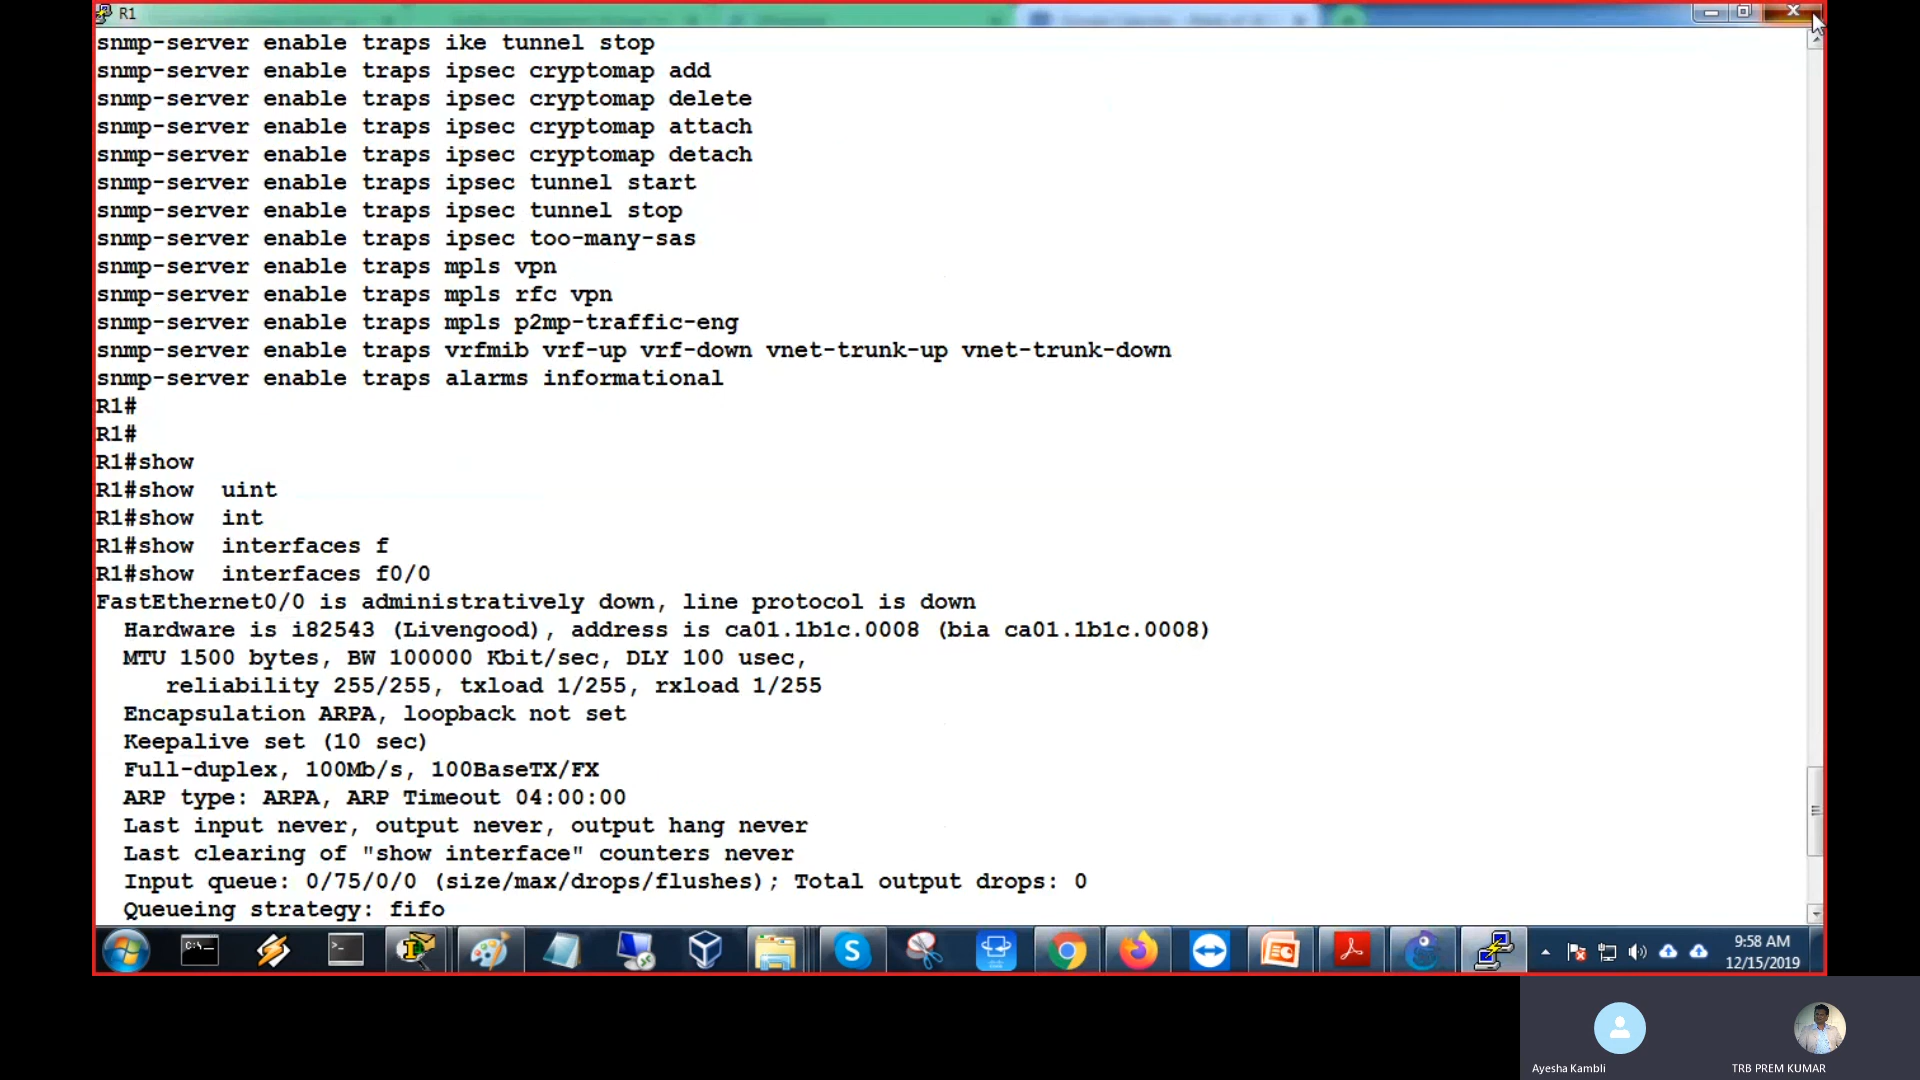 R1
snmp-server enable traps ike tunnel stop
snmp-server enable traps ipsec cryptomap add
snmp-server enable traps ipsec cryptomap delete
snmp-server enable traps ipsec cryptomap attach
snmp-server enable traps ipsec cryptomap detach
snmp-server enable traps ipsec tunnel start
snmp-server enable traps ipsec tunnel stop
snmp-server enable traps ipsec too-many-sas
snmp-server enable traps mpls vpn
snmp-server enable traps mpls rfc vpn
snmp-server enable traps mpls p2mp-traffic-eng
snmp-server enable traps vrfmib vrf-up vrf-down vnet-trunk-up vnet-trunk-down
snmp-server enable traps alarms informational
R1#
R1#
R1#show
R1#show  uint
R1#show  int
R1#show  interfaces f
R1#show  interfaces f0/0
FastEthernet0/0 is administratively down, line protocol is down
  Hardware is i82543 (Livengood), address is ca01.1b1c.0008 (bia ca01.1b1c.0008)
  MTU 1500 bytes, BW 100000 Kbit/sec, DLY 100 usec,
     reliability 255/255, txload 1/255, rxload 1/255
  Encapsulation ARPA, loopback not set
  Keepalive set (10 sec)
  Full-duplex, 100Mb/s, 100BaseTX/FX
  ARP type: ARPA, ARP Timeout 04:00:00
  Last input never, output never, output hang never
  Last clearing of "show interface" counters never
  Input queue: 0/75/0/0 (size/max/drops/flushes); Total output drops: 0
  Queueing strategy: fifo
9:58 AM
12/15/2019
Ayesha Kambli
TRB PREM KUMAR